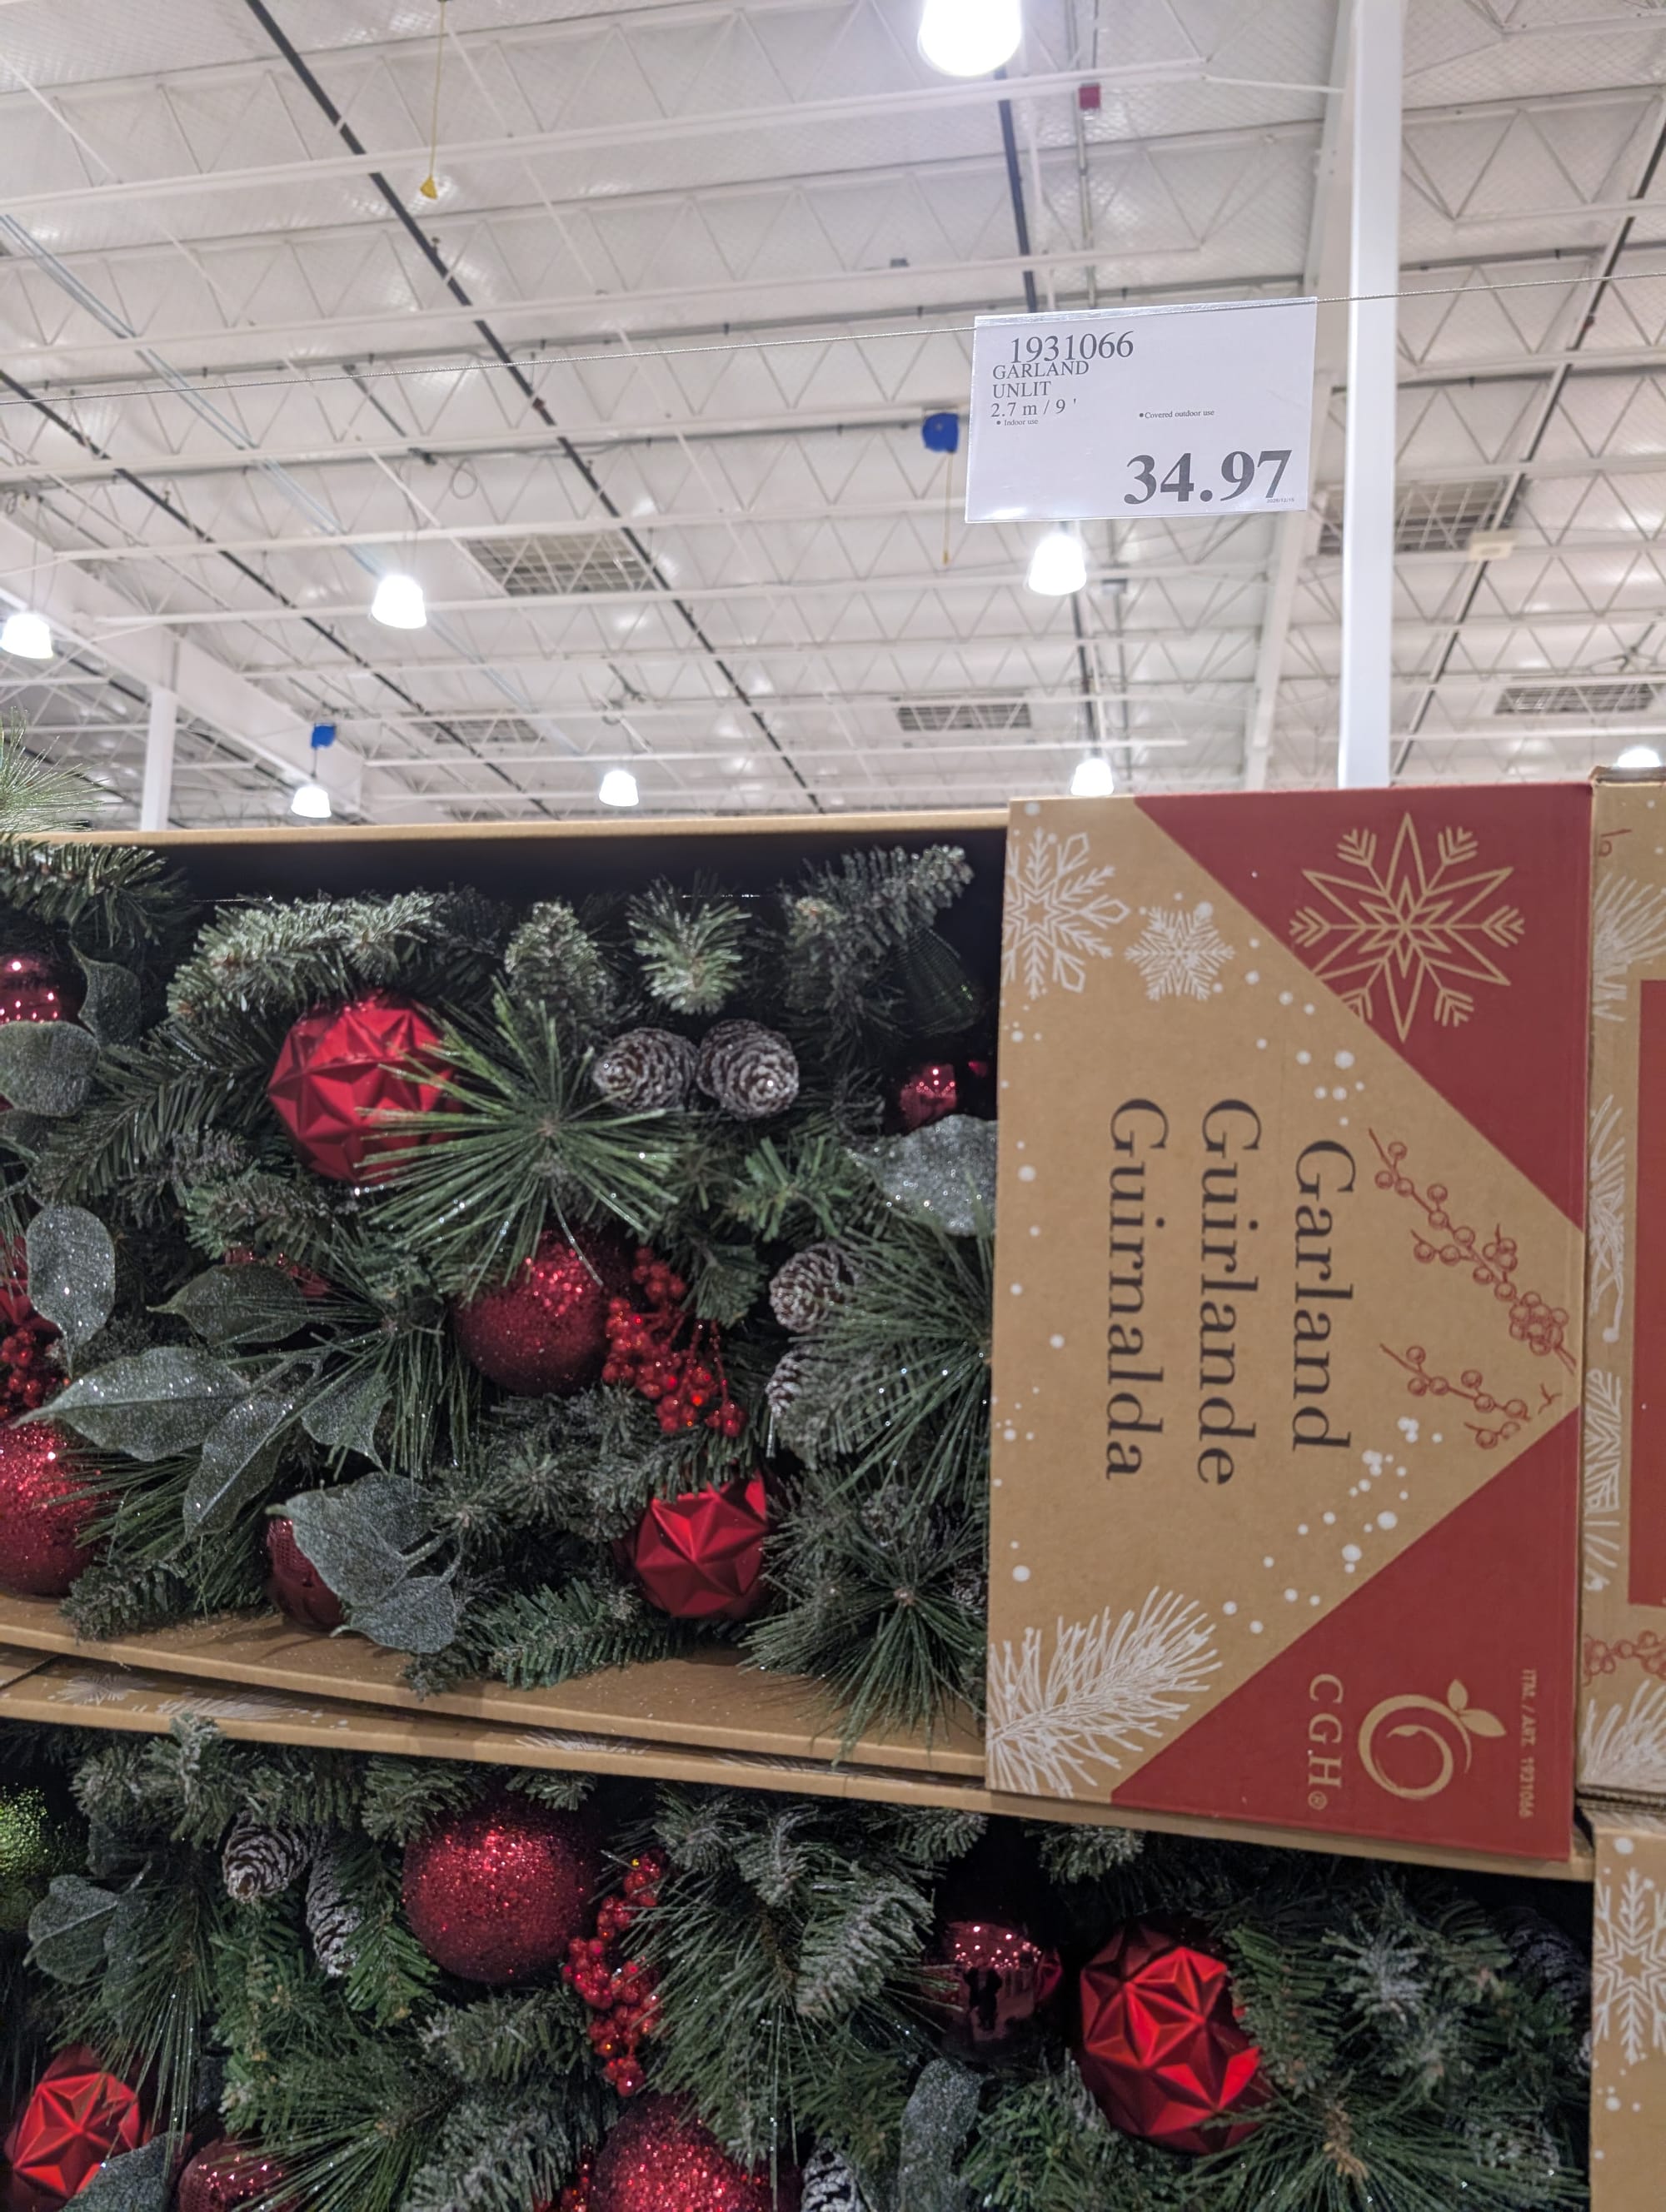 1931066
GARLAND
UNLIT
2.7 m / 9 '
• Indoor use
• Covered outdoor use
34.97
Garland
Guirlande
Guirnalda
CGH®
ITM. / ART. 1931066